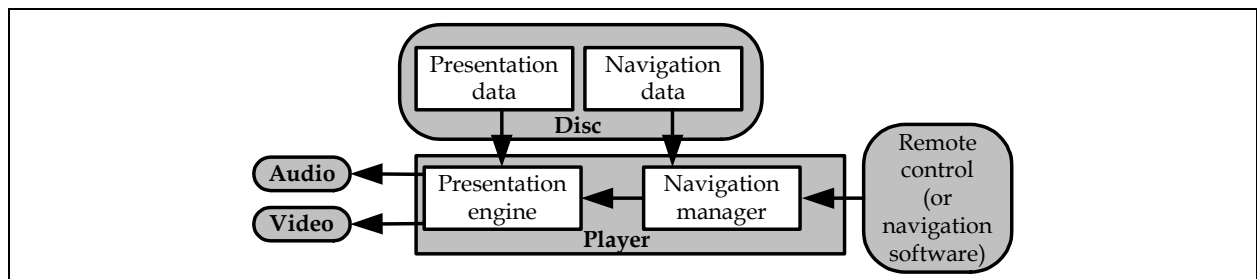 Presentation
data
Navigation
data
Disc
Audio
Video
Presentation
engine
Navigation
manager
Player
Remote
control
(or
navigation
software)